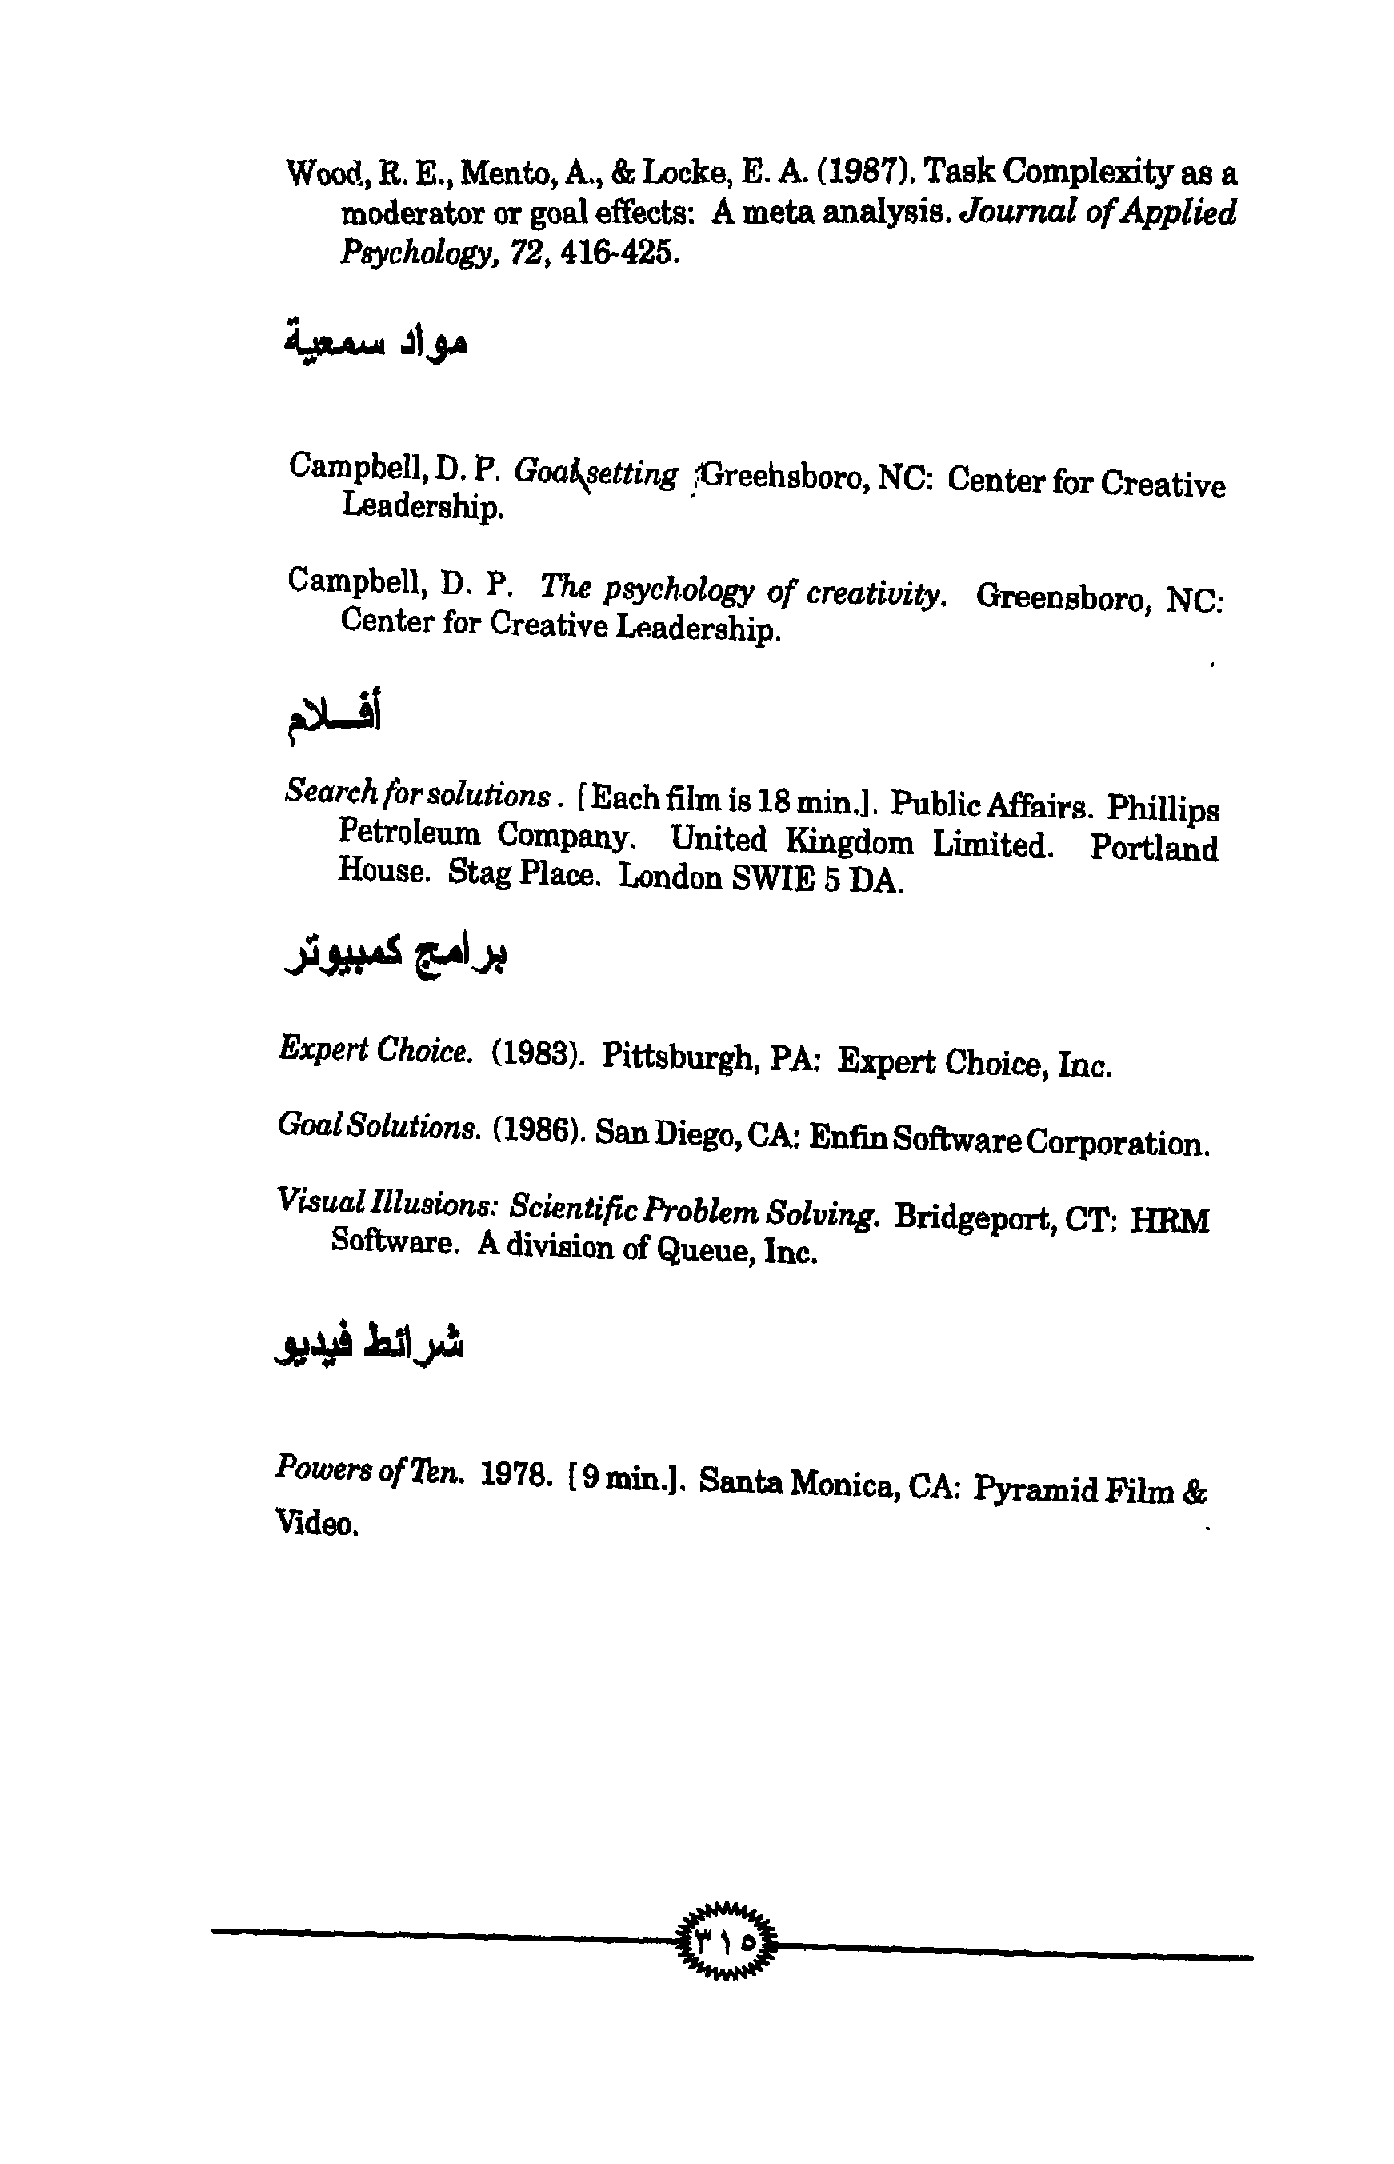 Wood, R. E., Mento, A., & Locke, E. A. (1987). Task Complexity as a
moderator or goal effects: A meta analysis. Journal of Applied
Psychology, 72, 416-425.
مواد سمعية
Campbell, D. P. Goal setting Greensboro, NC: Center for Creative
Leadership.
Campbell, D. P. The psychology of creativity. Greensboro, NC:
Center for Creative Leadership.
أفـــلام
Search for solutions. [Each film is 18 min.]. Public Affairs. Phillips
Petroleum Company. United Kingdom Limited. Portland
House. Stag Place. London SWIE 5 DA.
برامج كمبيوتر
Expert Choice. (1983). Pittsburgh, PA: Expert Choice, Inc.
Goal Solutions. (1986). San Diego, CA: Enfin Software Corporation.
Visual Illusions: Scientific Problem Solving. Bridgeport, CT: HRM
Software. A division of Queue, Inc.
شرائط فيديو
Powers of Ten. 1978. [9 min.]. Santa Monica, CA: Pyramid Film &
Video.
٣١٥